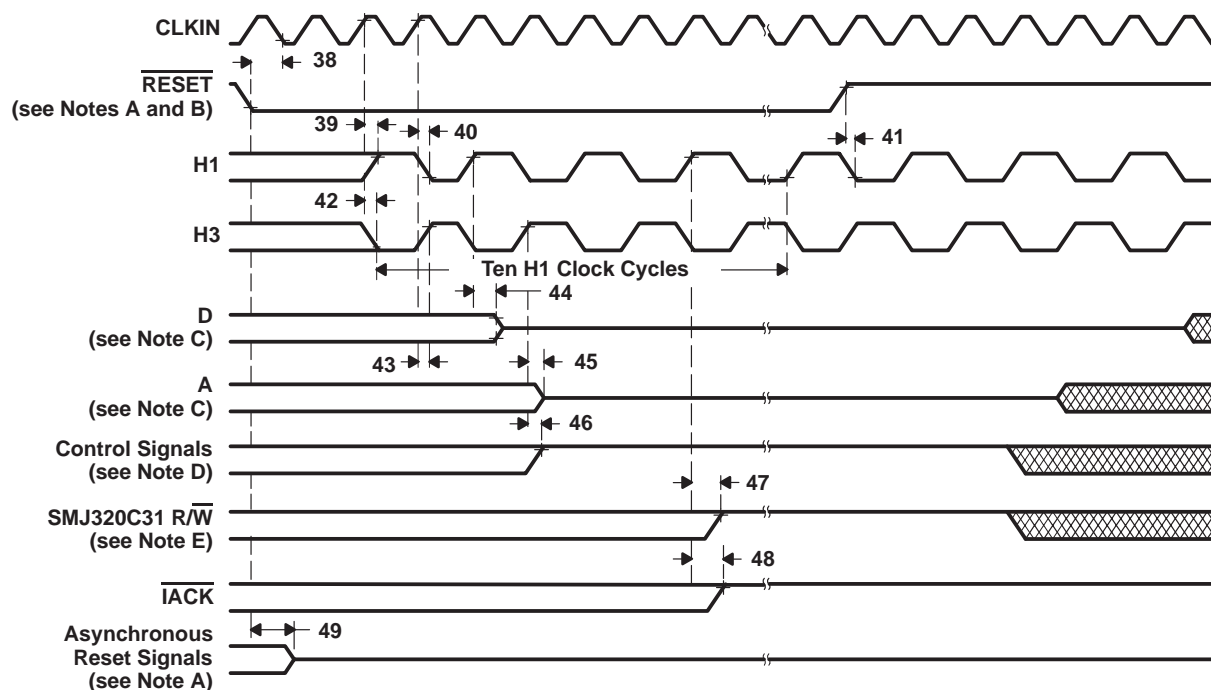 CLKIN
38
RESET
(see Notes A and B)
39
40
41
H1
42
H3
Ten H1 Clock Cycles
44
D
(see Note C)
43
45
A
(see Note C)
46
Control Signals
(see Note D)
47
SMJ320C31 R/W
(see Note E)
48
IACK
49
Asynchronous
Reset Signals
(see Note A)